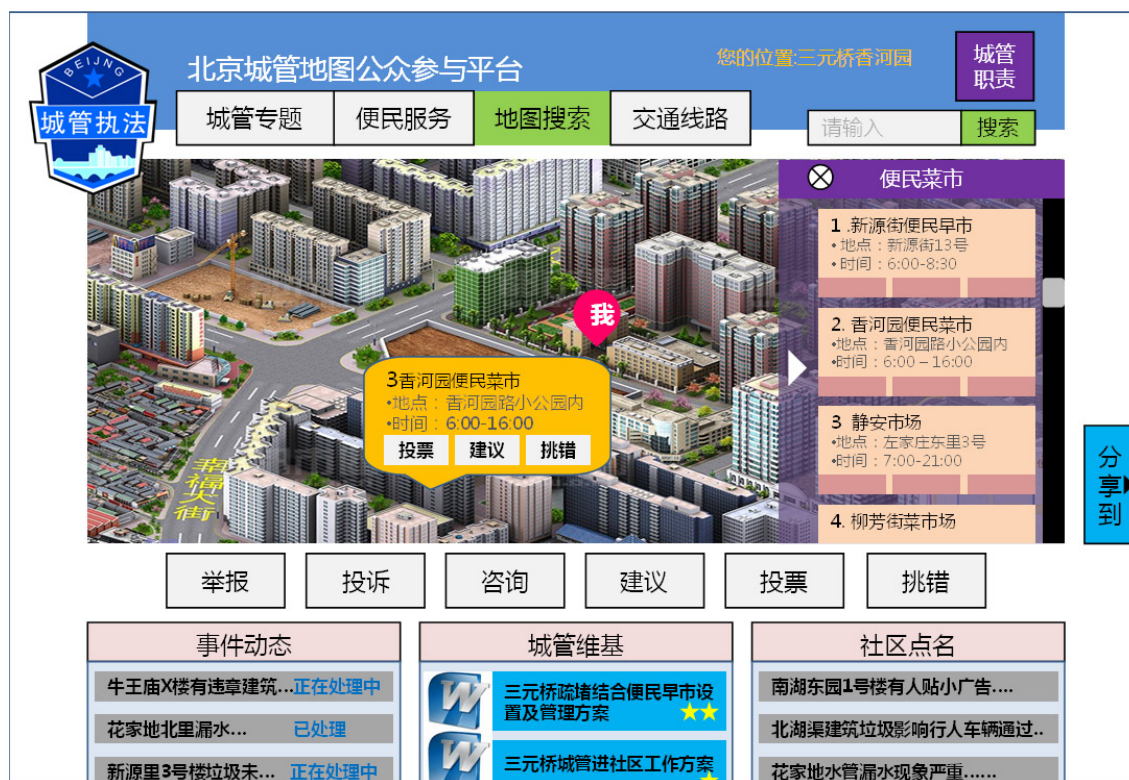 BEIJNG
城管执法
北京城管地图公众参与平台
您的位置:三元桥香河园
城管
职责
城管专题
便民服务
地图搜索
交通线路
请输入
搜索
便民菜市
1 .新源街便民早市
•地点：新源街13号
•时间：6:00-8:30
2. 香河园便民菜市
•地点：香河园路小公园内
•时间：6:00 – 16:00
3 静安市场
•地点：左家庄东里3号
•时间：7:00-21:00
4. 柳芳街菜市场
我
3香河园便民菜市
•地点：香河园路小公园内
•时间：6:00-16:00
投票
建议
挑错
南福大街
分
享
到
举报
投诉
咨询
建议
投票
挑错
事件动态
牛王庙X楼有违章建筑...正在处理中
花家地北里漏水... 已处理
新源里3号楼垃圾未... 正在处理中
城管维基
W
三元桥疏堵结合便民早市设
置及管理方案
W
三元桥城管进社区工作方案
社区点名
南湖东园1号楼有人贴小广告....
北湖渠建筑垃圾影响行人车辆通过..
花家地水管漏水现象严重......